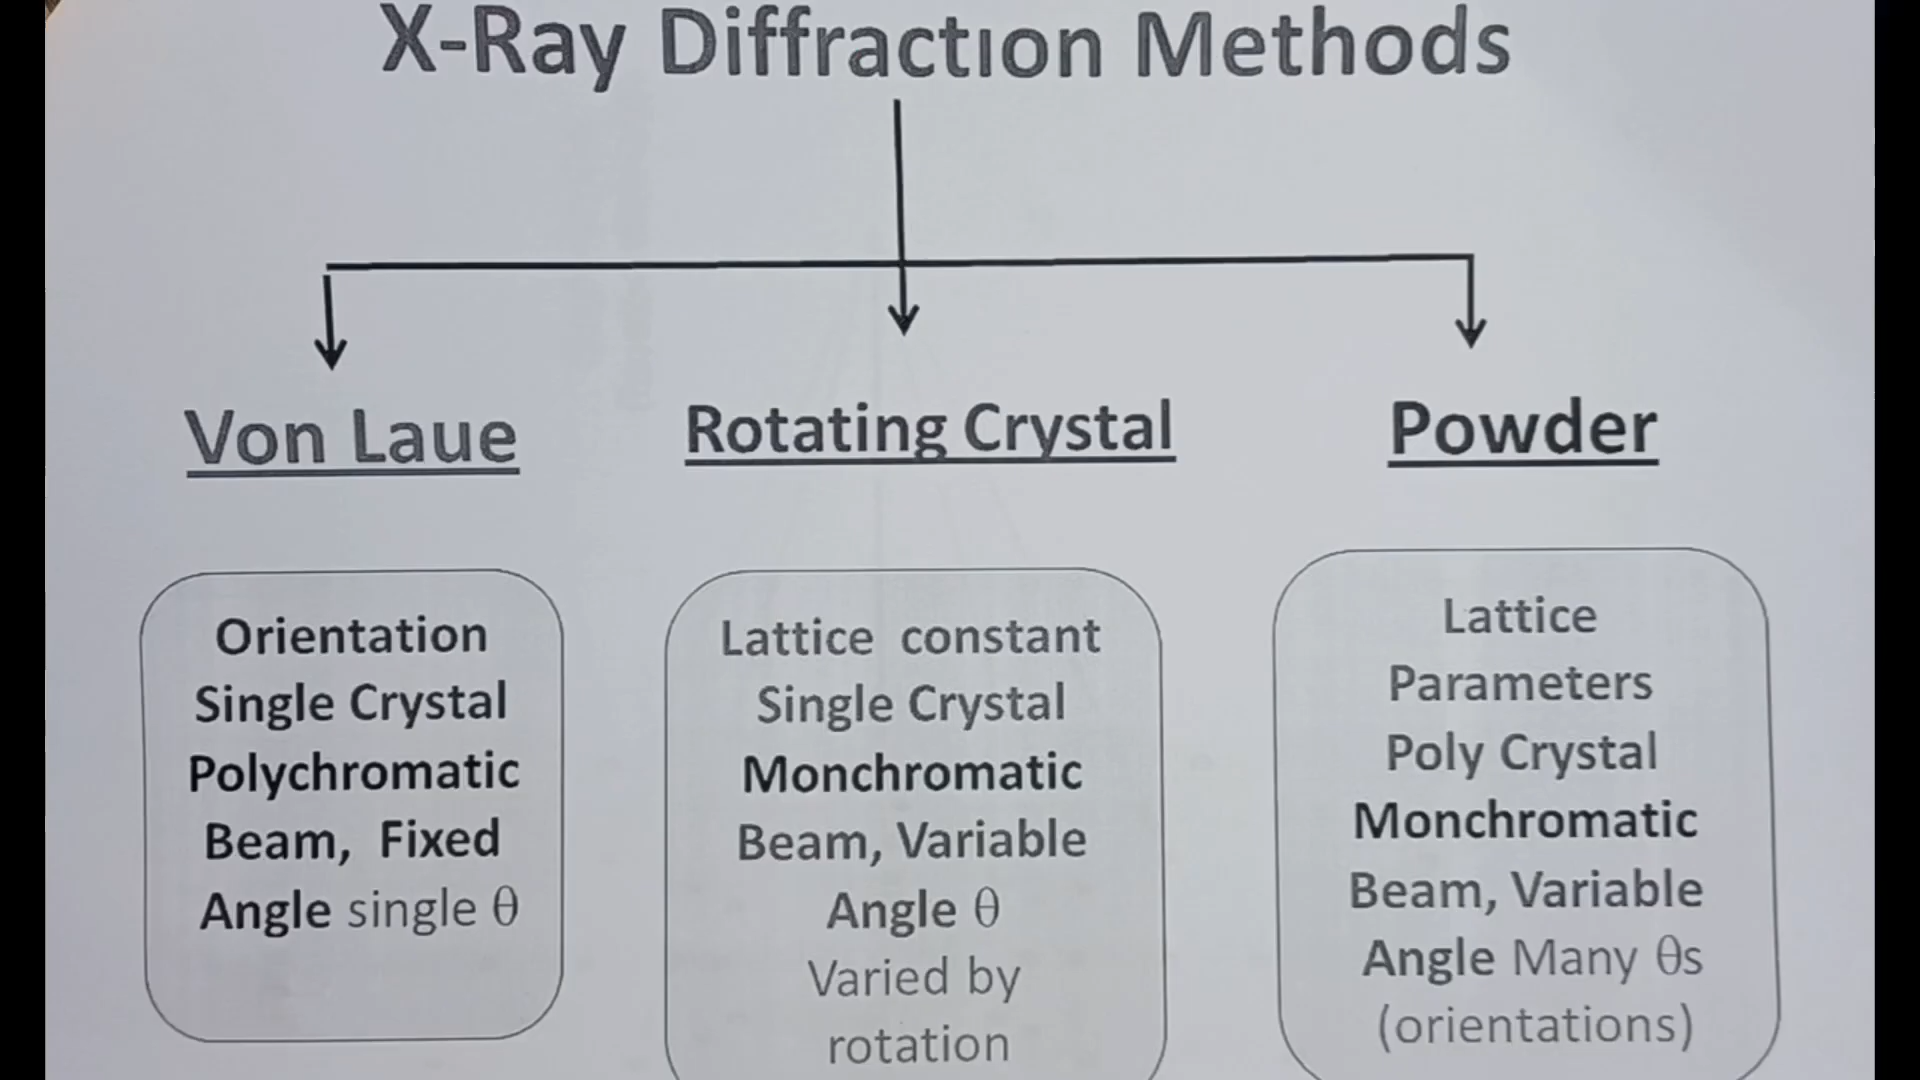 X-Ray Diffraction Methods
Von Laue
Rotating Crystal
Powder
Orientation
Single Crystal
Polychromatic
Beam, Fixed
Angle single θ
Lattice constant
Single Crystal
Monchromatic
Beam, Variable
Angle θ
Varied by
rotation
Lattice
Parameters
Poly Crystal
Monchromatic
Beam, Variable
Angle Many θs
(orientations)